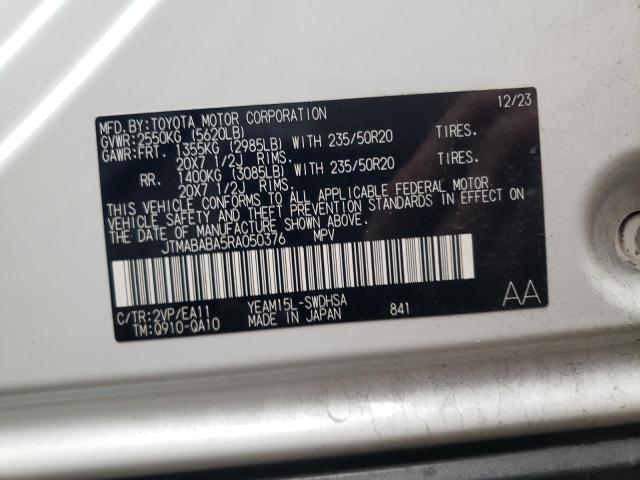 MFD. BY: TOYOTA MOTOR CORPORATION 12/23
GVWR: 2550KG (5620LB)
GAWR: FRT. 1355KG (2985LB) WITH 235/50R20 TIRES.
20X7 1/2J RIMS.
RR. 1400KG (3085LB) WITH 235/50R20 TIRES.
20X7 1/2J RIMS.
THIS VEHICLE CONFORMS TO ALL APPLICABLE FEDERAL MOTOR
VEHICLE SAFETY AND THEFT PREVENTION STANDARDS IN EFFECT ON
THE DATE OF MANUFACTURE SHOWN ABOVE.
JTMABABA5RA050376 MPV
C/TR: 2VP/EA11 YEAM15L-SWDHSA 841 AA
TM: Q910-QA10 MADE IN JAPAN